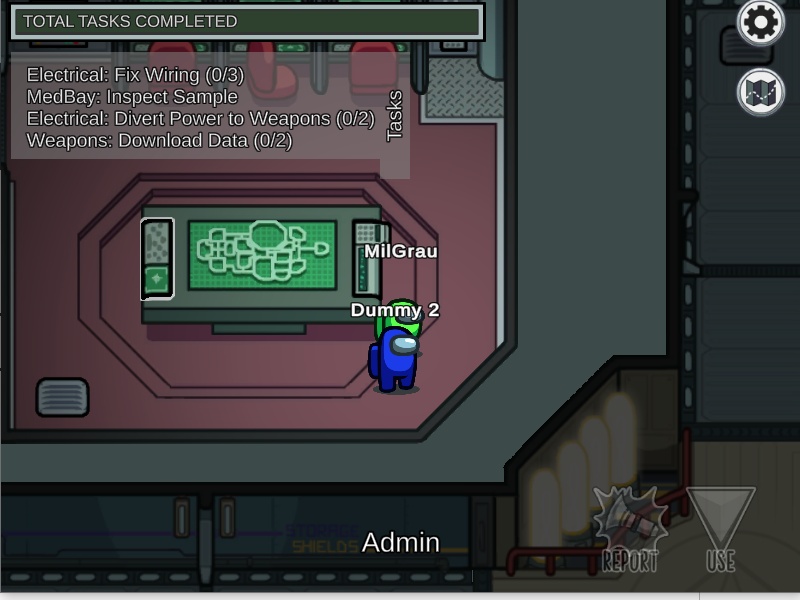 TOTAL TASKS COMPLETED
Electrical: Fix Wiring (0/3)
MedBay: Inspect Sample
Electrical: Divert Power to Weapons (0/2)
Weapons: Download Data (0/2)
Tasks
MilGrau
Dummy 2
STORAGE
SHIELDS
Admin
REPORT
USE